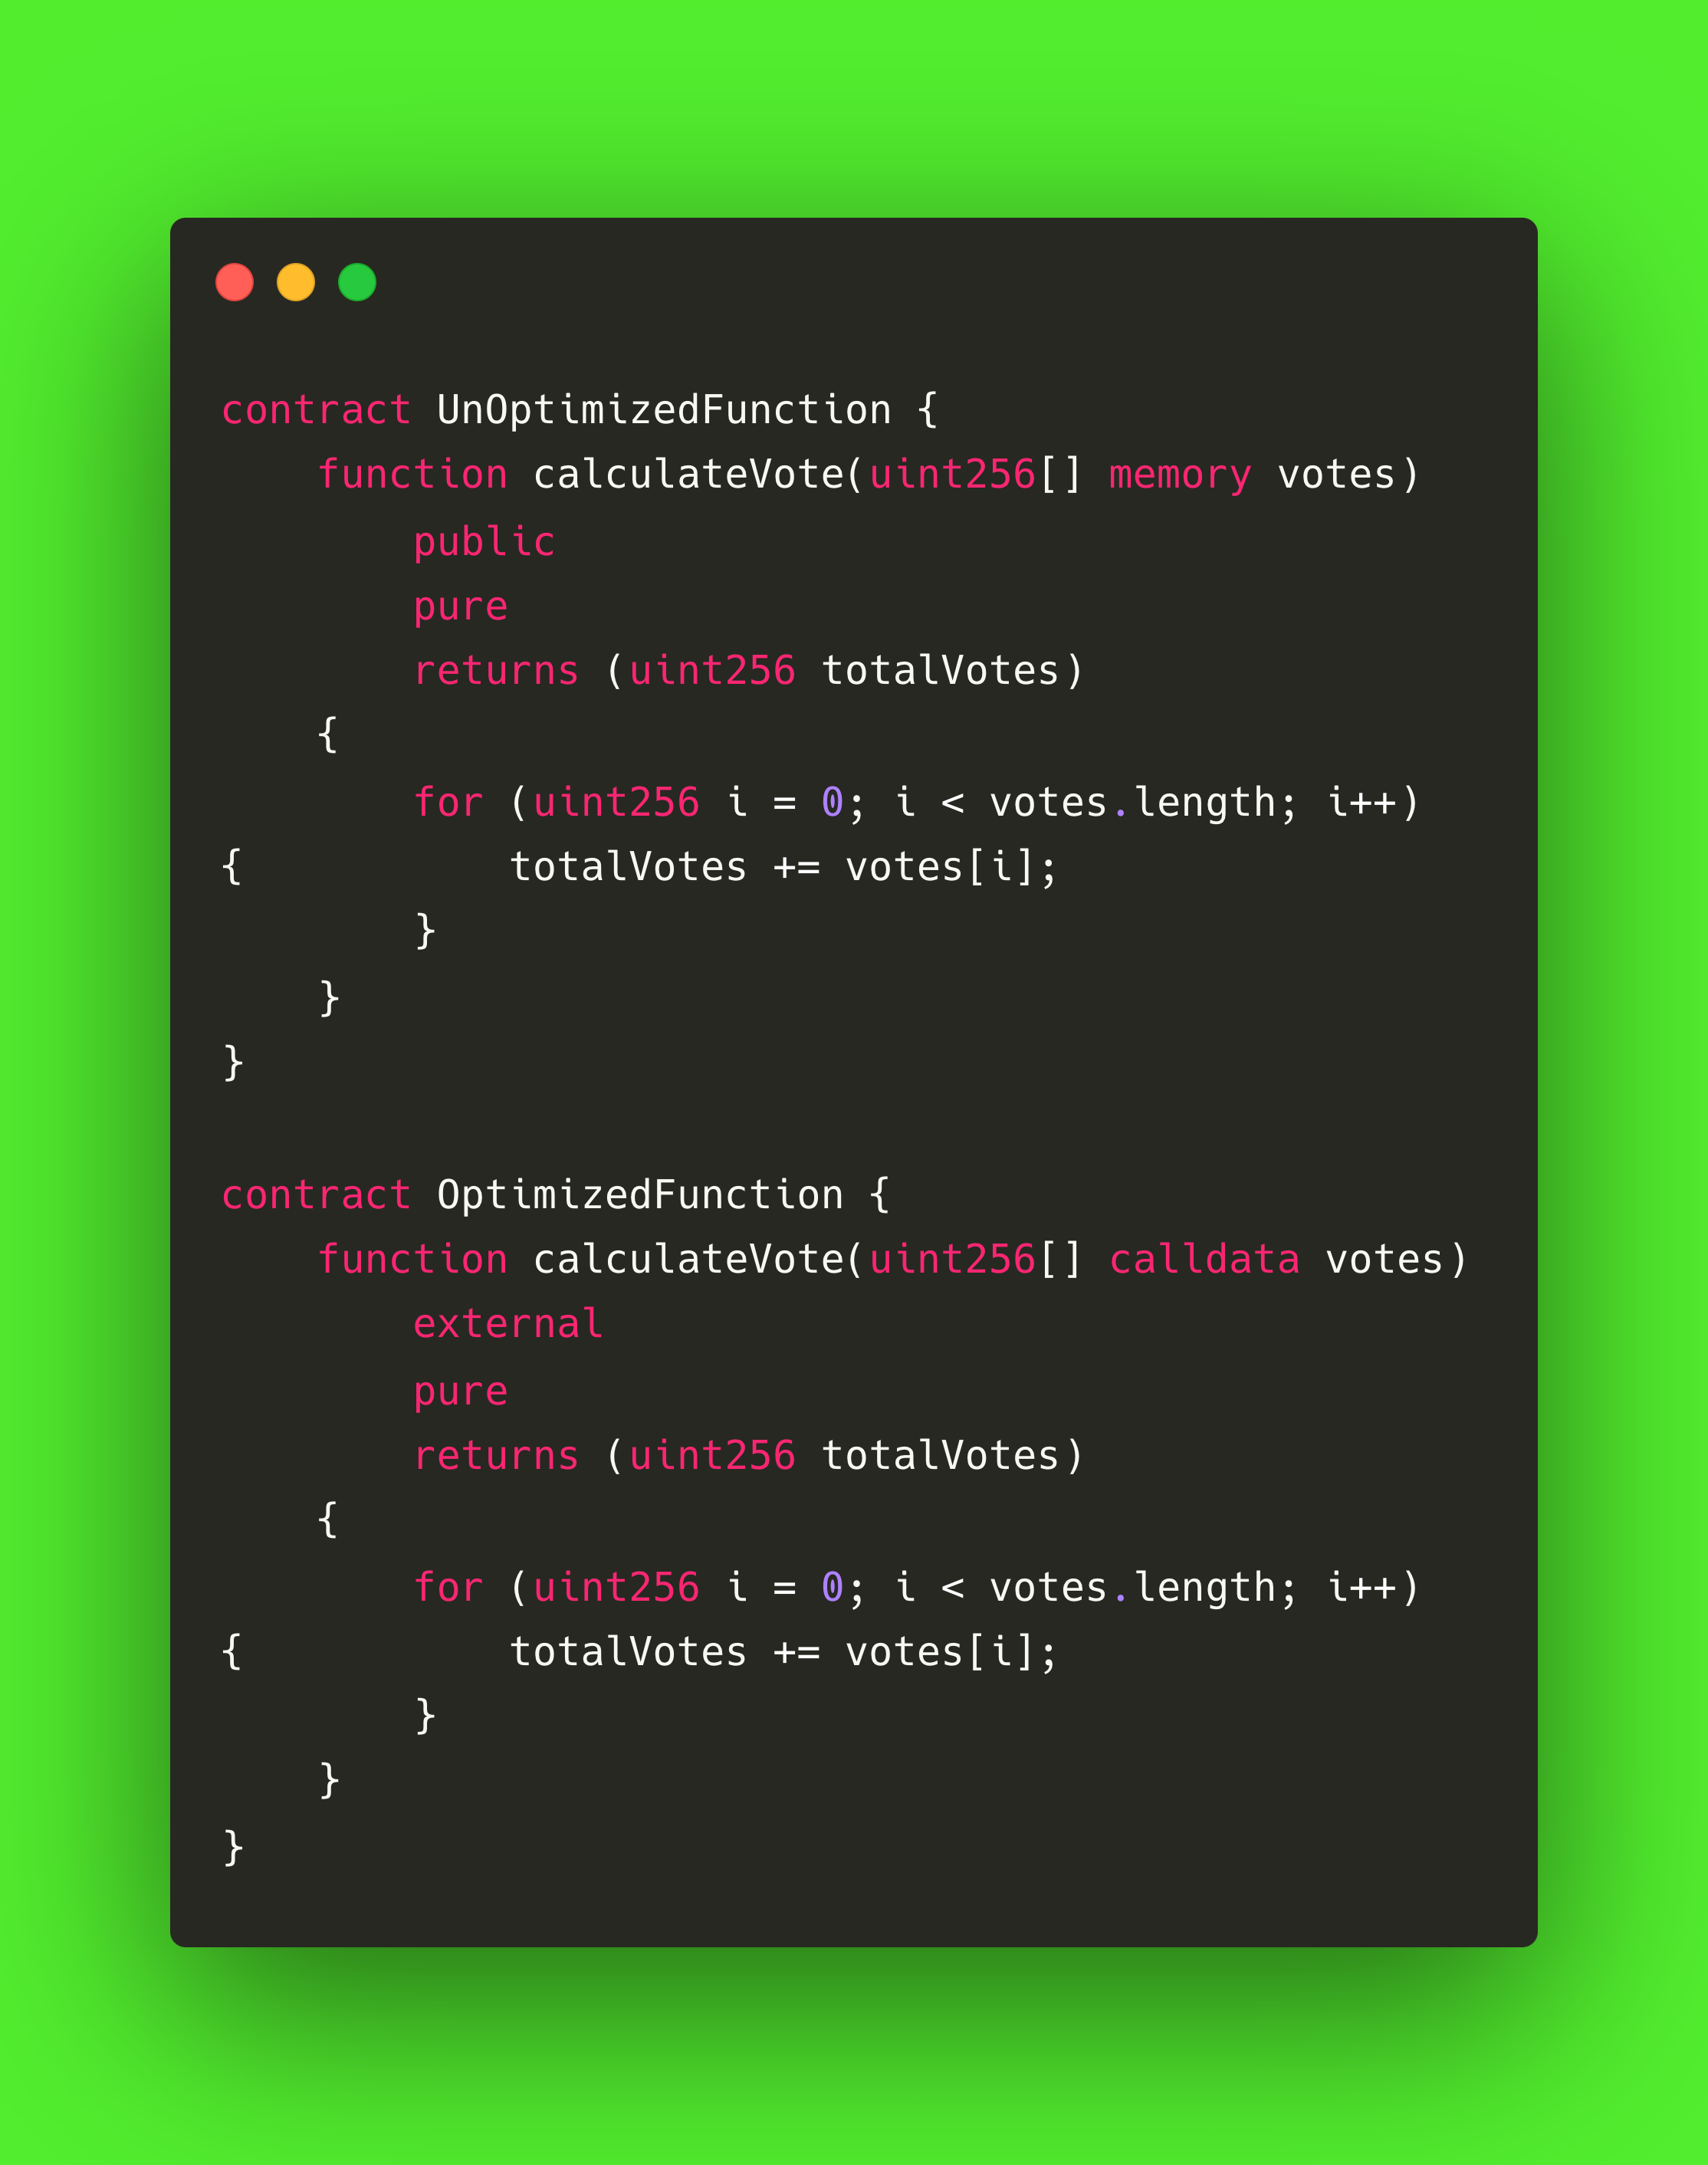 contract UnOptimizedFunction {
    function calculateVote(uint256[] memory votes)
        public
        pure
        returns (uint256 totalVotes)
    {
        for (uint256 i = 0; i < votes.length; i++)
{           totalVotes += votes[i];
        }
    }
}

contract OptimizedFunction {
    function calculateVote(uint256[] calldata votes)
        external
        pure
        returns (uint256 totalVotes)
    {
        for (uint256 i = 0; i < votes.length; i++)
{           totalVotes += votes[i];
        }
    }
}